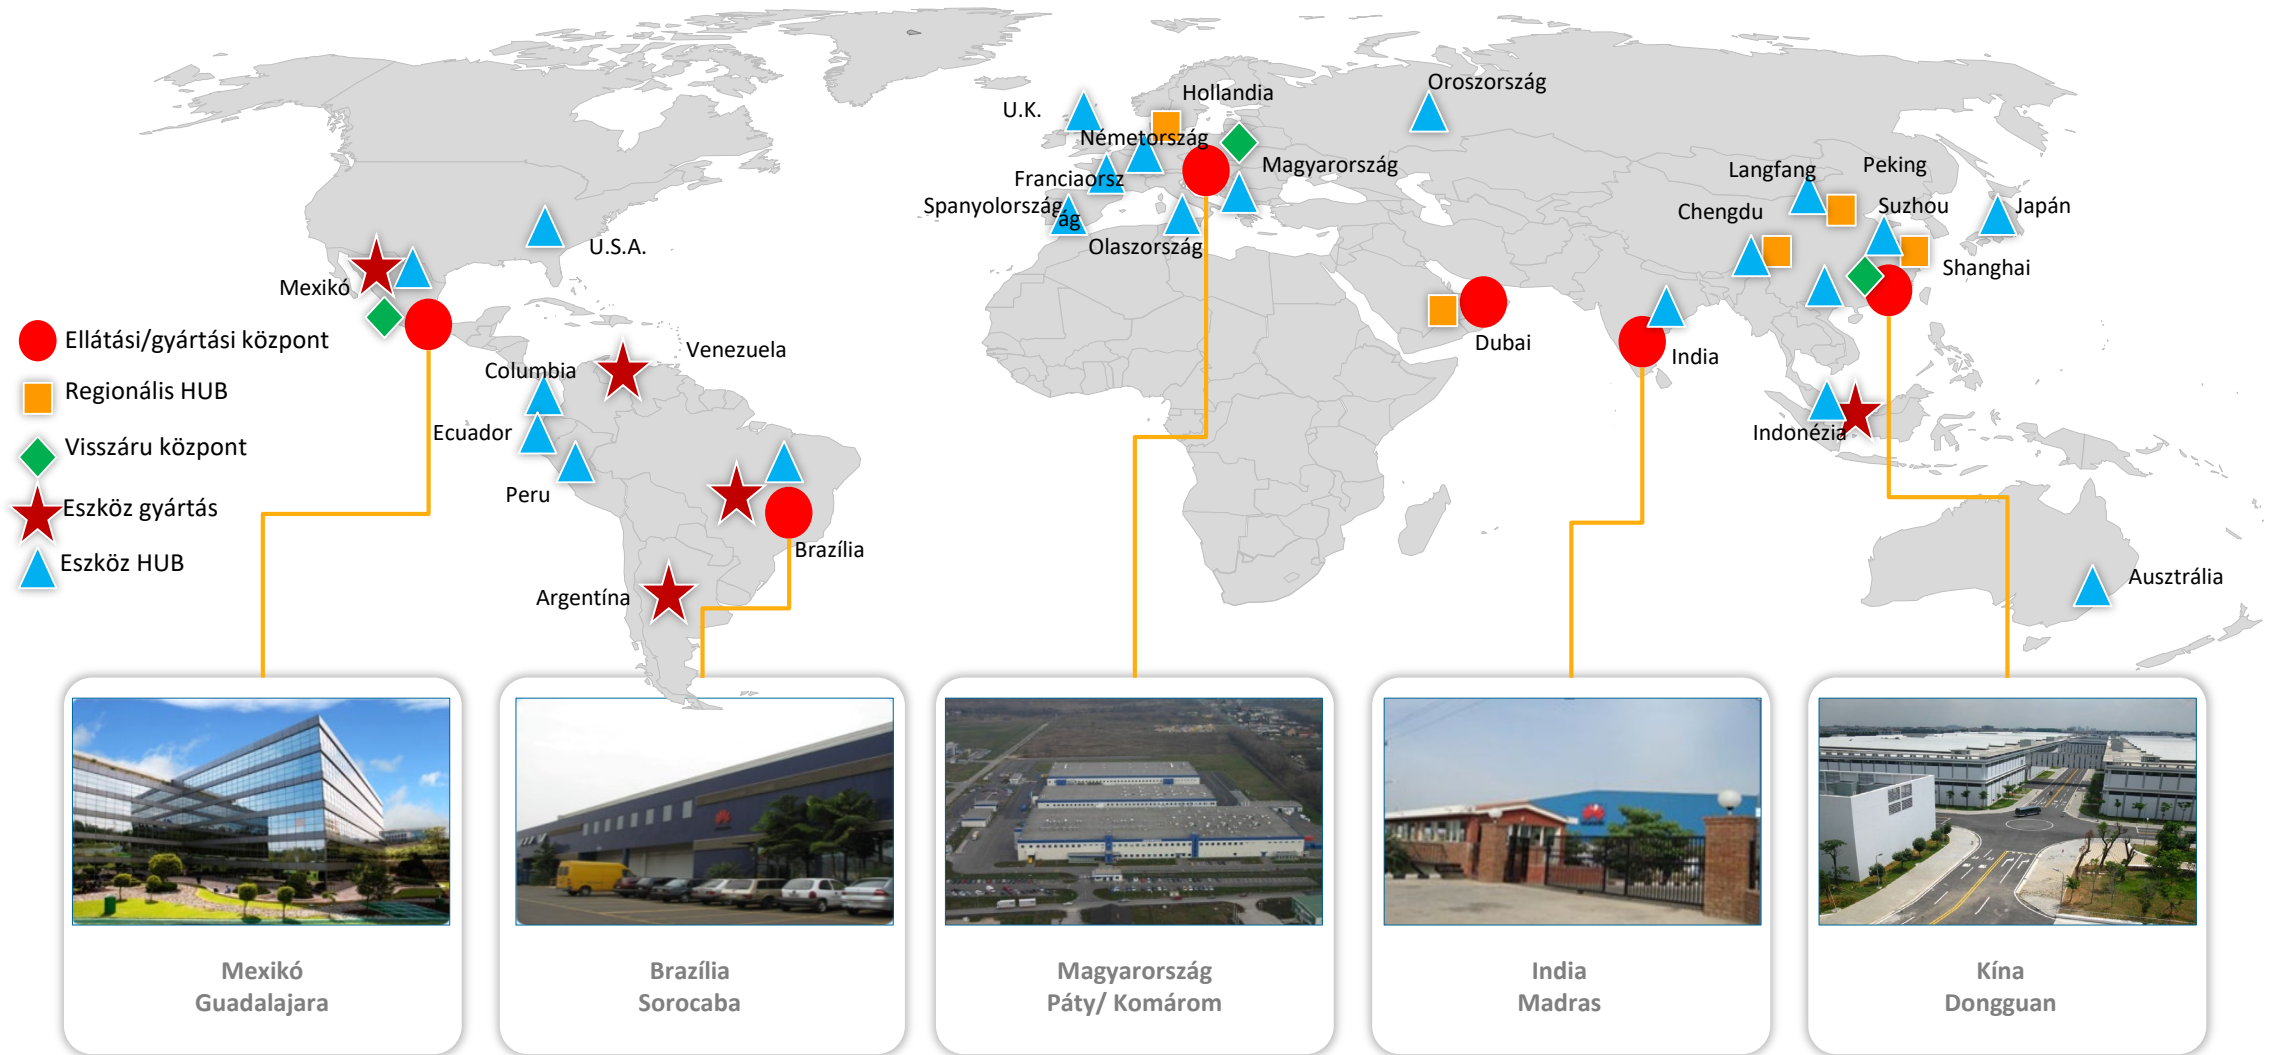 Oroszország
Hollandia
U.K.
Németország
Magyarország
Langfang
Peking
Franciaorsz
ág
Spanyolország
Chengdu
Suzhou
Japán
Olaszország
U.S.A.
Shanghai
Mexikó
Ellátási/gyártási központ
Dubai
Venezuela
India
Columbia
Regionális HUB
Ecuador
Indonézia
Visszáru központ
Peru
Eszköz gyártás
Brazília
Eszköz HUB
Ausztrália
Argentína
Mexikó
Guadalajara
Brazília
Sorocaba
Magyarország
Páty/ Komárom
India
Madras
Kína
Dongguan